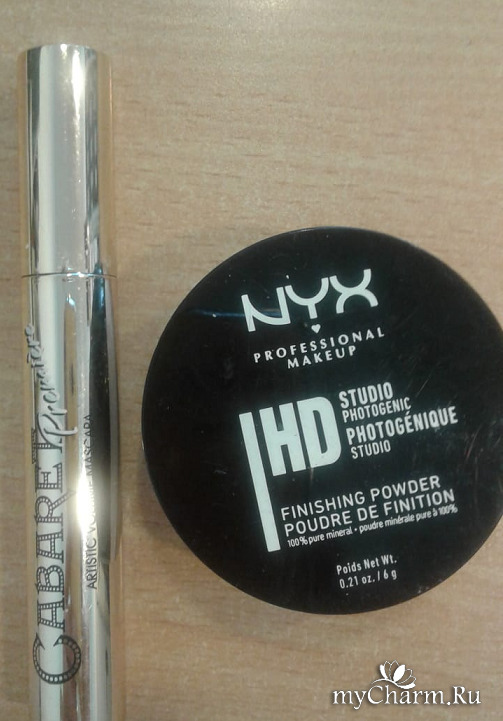 CABARET
Première
ARTISTIC VOLUME MASCARA
NYX
PROFESSIONAL
MAKEUP
HD
STUDIO
PHOTOGENIC
PHOTOGÉNIQUE
STUDIO
FINISHING POWDER
POUDRE DE FINITION
100% pure mineral • poudre minérale pure à 100%
Poids Net Wt.
0.21 oz. / 6 g
myCharm.Ru